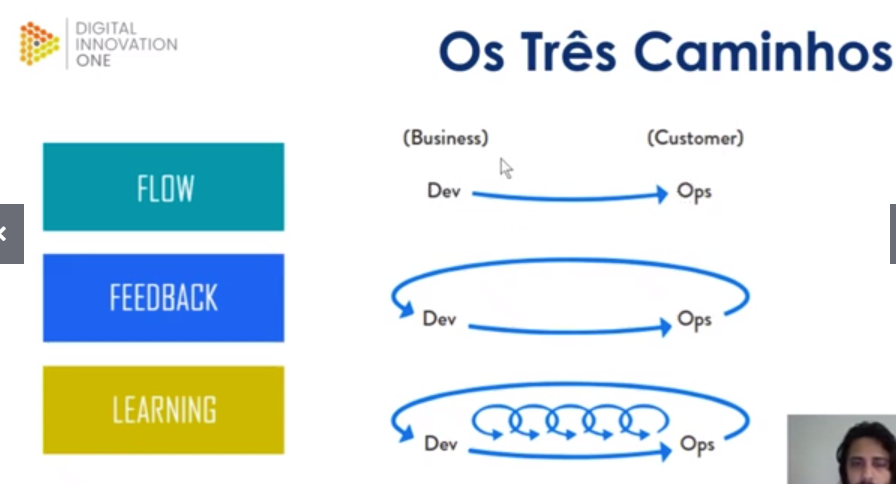 DIGITAL
INNOVATION
ONE
Os Três Caminhos
FLOW
(Business)
(Customer)
Dev
Ops
FEEDBACK
Dev
Ops
LEARNING
Dev
Ops